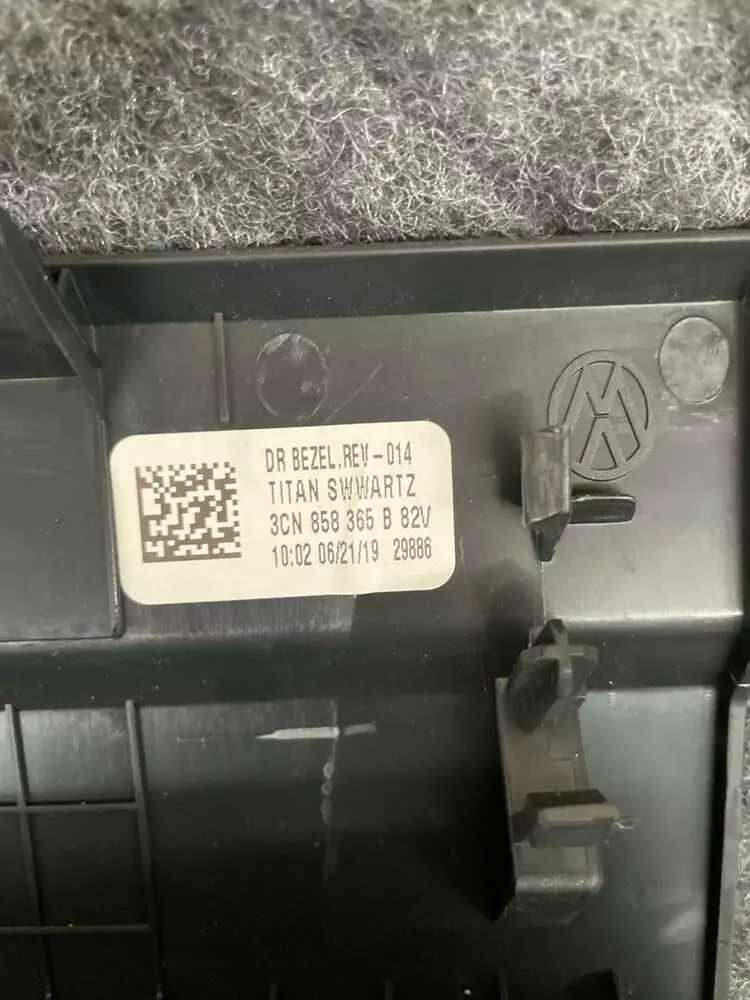 DR BEZEL.REV-014
TITAN SWWARTZ
3CN 858 365 B 82V
10:02 06/21/19 29886